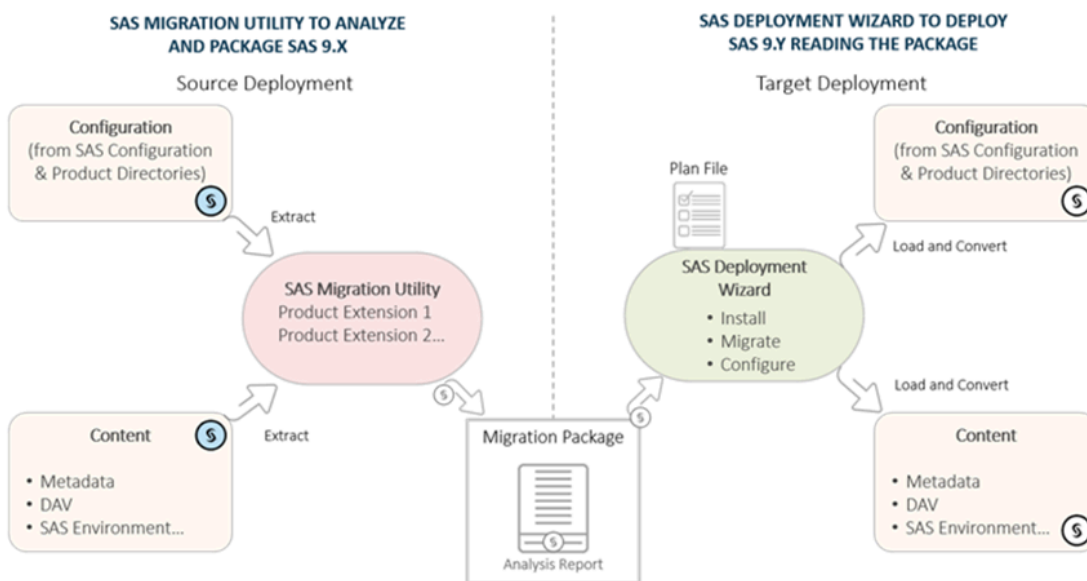 SAS MIGRATION UTILITY TO ANALYZE
AND PACKAGE SAS 9.X
Source Deployment
Configuration
(from SAS Configuration
& Product Directories)
Extract
SAS Migration Utility
Product Extension 1
Product Extension 2...
Content
• Metadata
• DAV
• SAS Environment...
Extract
Migration Package
Analysis Report
SAS DEPLOYMENT WIZARD TO DEPLOY
SAS 9.Y READING THE PACKAGE
Target Deployment
Plan File
SAS Deployment
Wizard
• Install
• Migrate
• Configure
Configuration
(from SAS Configuration
& Product Directories)
Load and Convert
Load and Convert
Content
• Metadata
• DAV
• SAS Environment...